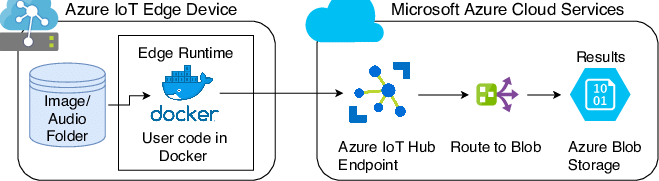 Azure IoT Edge Device
Microsoft Azure Cloud Services
Edge Runtime
Image/
Audio
Folder
docker
User code in
Docker
Azure IoT Hub
Endpoint
Route to Blob
Results
10
01
Azure Blob
Storage